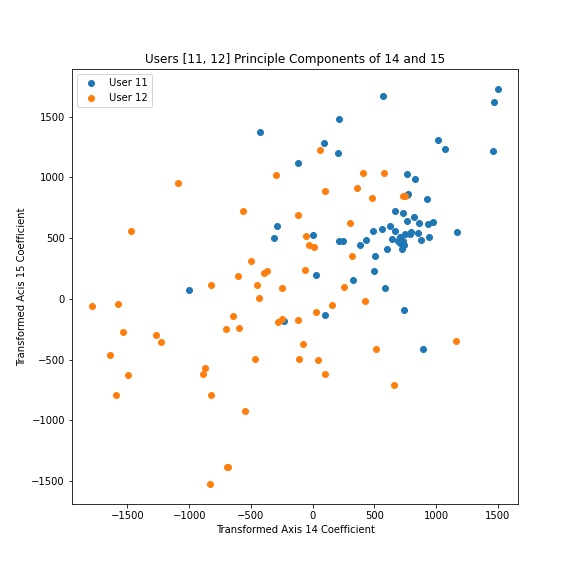 Users [11, 12] Principle Components of 14 and 15
User 11
User 12
Transformed Acis 15 Coefficient
1500
1000
500
0
−500
−1000
−1500
−1500
−1000
−500
0
500
1000
1500
Transformed Axis 14 Coefficient